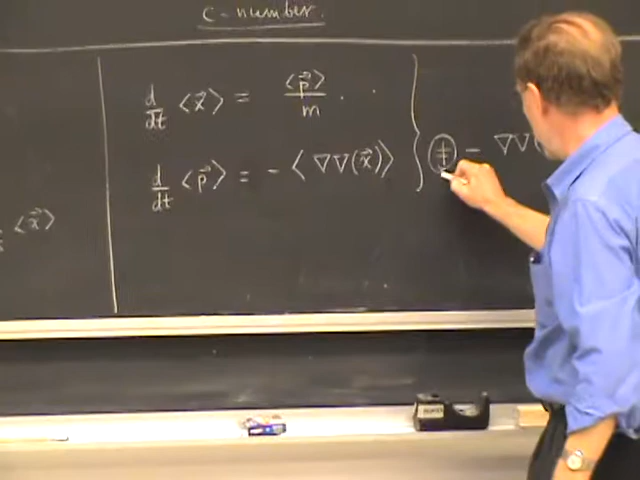 c-number.
d/dt ⟨x⃗⟩ = ⟨p⃗⟩/m .
d/dt ⟨p⃗⟩ = - ⟨∇V(x⃗)⟩ } ≠ - ∇V(
⟨x⃗⟩